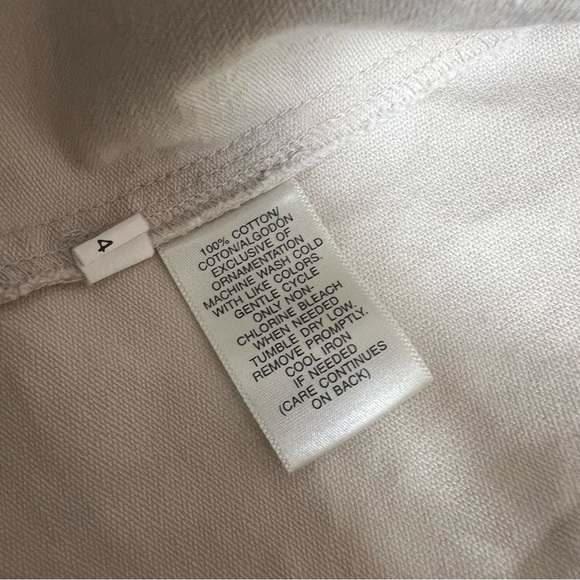 4
100% COTTON/
COTON/ALGODÓN
EXCLUSIVE OF
ORNAMENTATION
MACHINE WASH COLD
WITH LIKE COLORS.
GENTLE CYCLE
ONLY NON-
CHLORINE BLEACH
WHEN NEEDED
TUMBLE DRY LOW.
REMOVE PROMPTLY.
COOL IRON
IF NEEDED
(CARE CONTINUES
ON BACK)